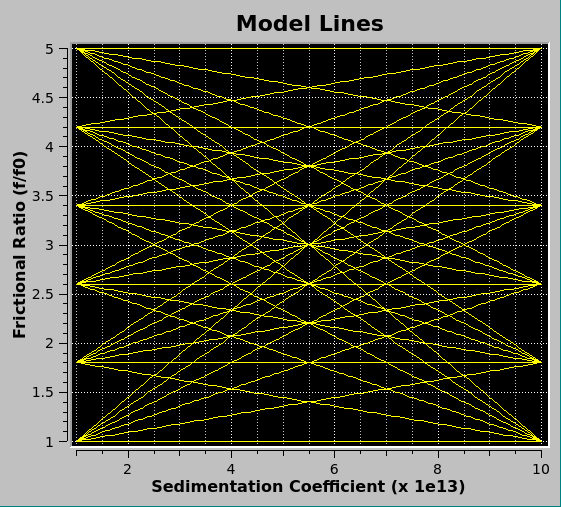 Model Lines
Frictional Ratio (f/f0)
5
4.5
4
3.5
3
2.5
2
1.5
1
2 4 6 8 10
Sedimentation Coefficient (x 1e13)